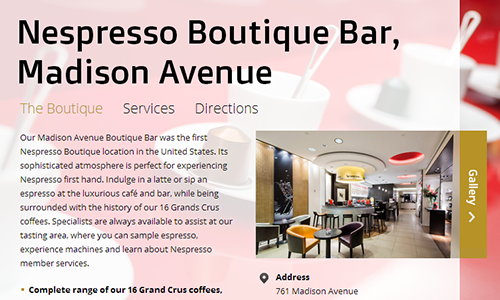 Nespresso Boutique Bar,
Madison Avenue
The Boutique Services Directions
Our Madison Avenue Boutique Bar was the first
Nespresso Boutique location in the United States. Its
sophisticated atmosphere is perfect for experiencing
Nespresso first hand. Indulge in a latte or sip an
espresso at the luxurious café and bar, while being
surrounded with the history of our 16 Grands Crus
coffees. Specialists are always available to assist at our
tasting area, where you can sample espresso,
experience machines and learn about Nespresso
member services.
• Complete range of our 16 Grand Crus coffees,
Gallery
Address
761 Madison Avenue